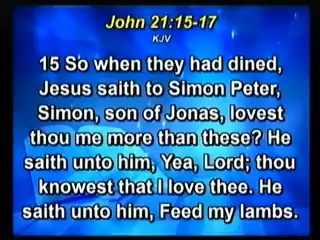 John 21:15-17
KJV
15 So when they had dined,
Jesus saith to Simon Peter,
Simon, son of Jonas, lovest
thou me more than these? He
saith unto him, Yea, Lord; thou
knowest that I love thee. He
saith unto him, Feed my lambs.